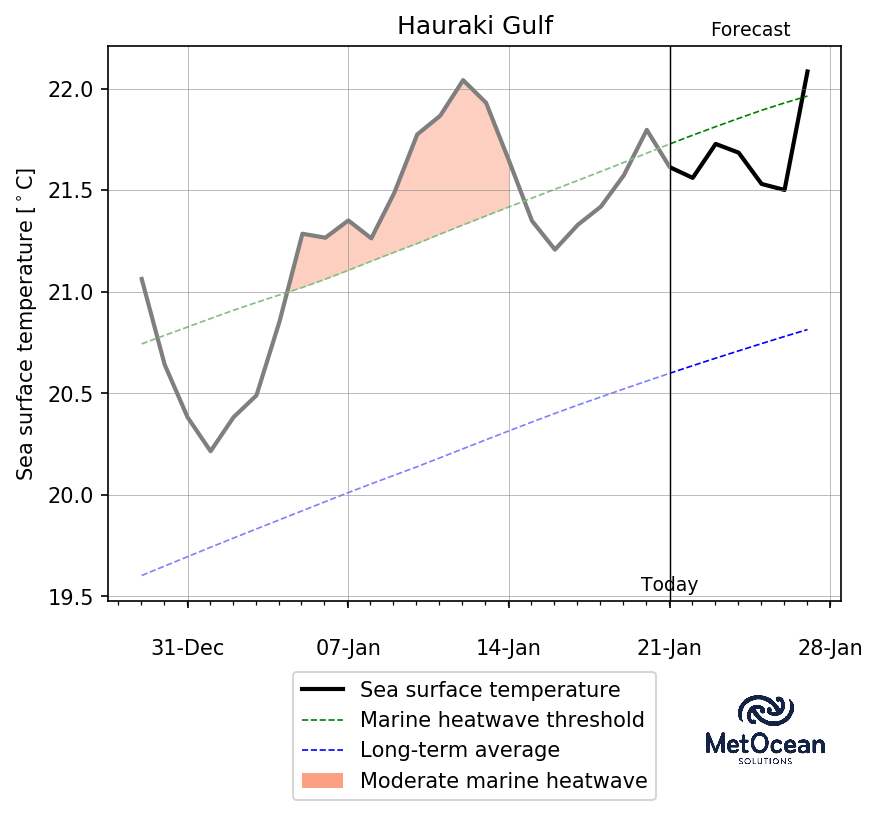 Hauraki Gulf
Forecast
22.0
21.5
21.0
20.5
20.0
19.5
Sea surface temperature [°C]
Today
31-Dec 07-Jan 14-Jan 21-Jan 28-Jan
Sea surface temperature
Marine heatwave threshold
Long-term average
Moderate marine heatwave
MetOcean
SOLUTIONS